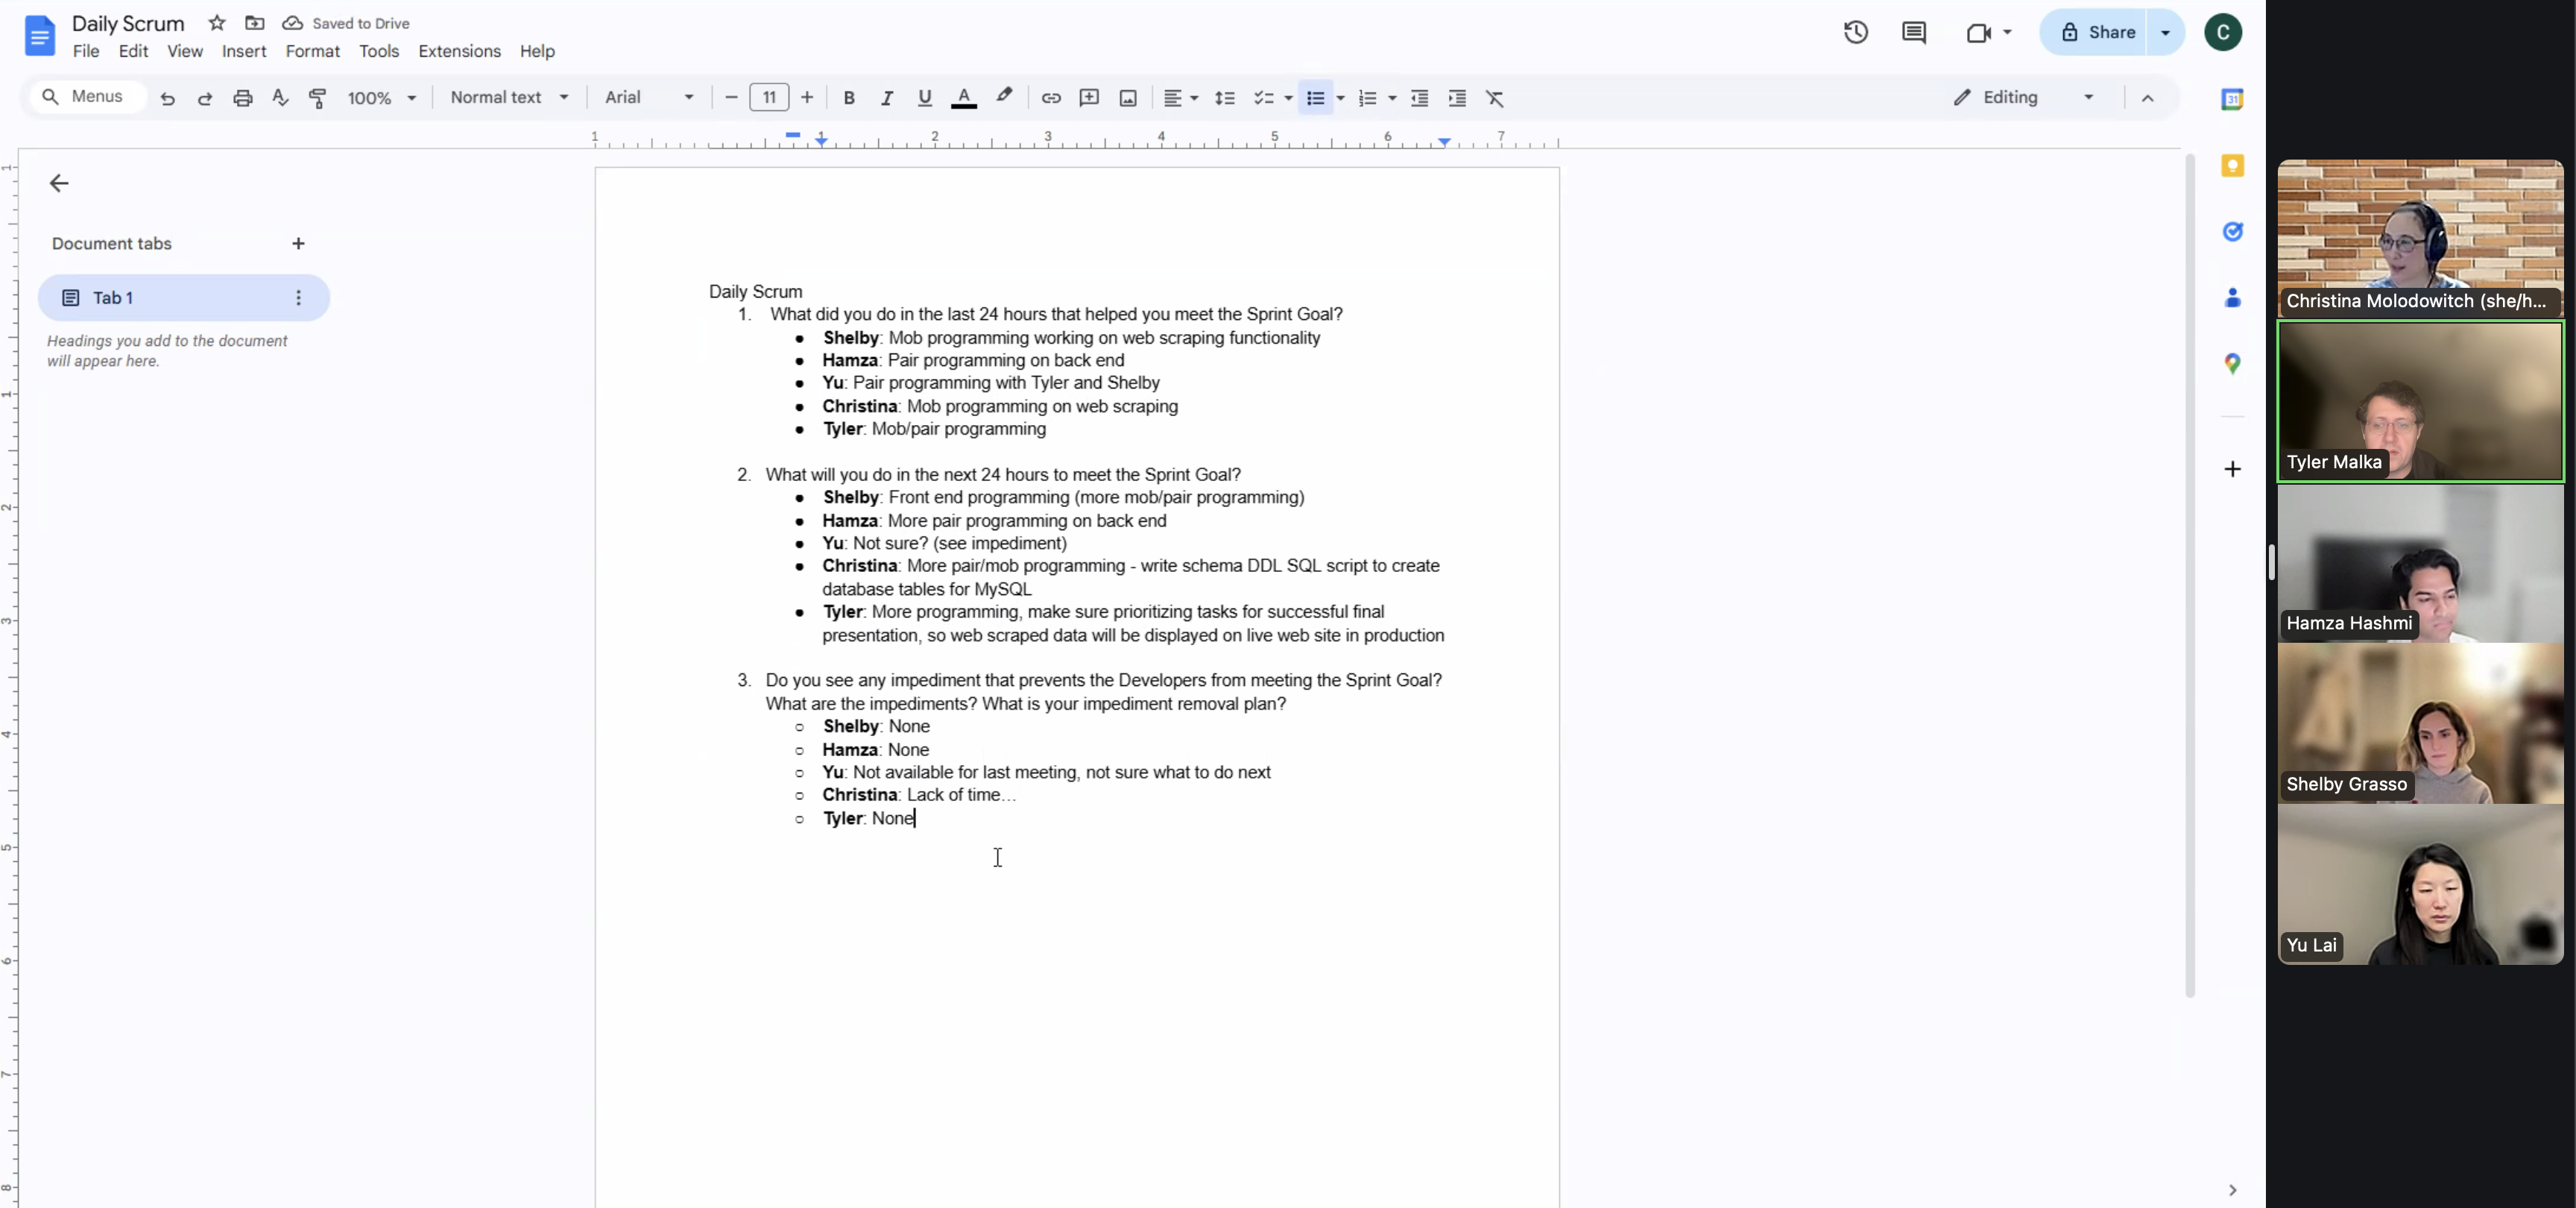 Daily Scrum
Saved to Drive
File Edit View Insert Format Tools Extensions Help
Share
C
Menus
100%
Normal text
Arial
11
B I U A
Editing
31
1 1 2 3 4 5 6 7
1
1
2
3
4
5
6
7
8
Document tabs
Tab 1
Headings you add to the document
will appear here.
Daily Scrum
1. What did you do in the last 24 hours that helped you meet the Sprint Goal?
● Shelby: Mob programming working on web scraping functionality
● Hamza: Pair programming on back end
● Yu: Pair programming with Tyler and Shelby
● Christina: Mob programming on web scraping
● Tyler: Mob/pair programming
2. What will you do in the next 24 hours to meet the Sprint Goal?
● Shelby: Front end programming (more mob/pair programming)
● Hamza: More pair programming on back end
● Yu: Not sure? (see impediment)
● Christina: More pair/mob programming - write schema DDL SQL script to create
database tables for MySQL
● Tyler: More programming, make sure prioritizing tasks for successful final
presentation, so web scraped data will be displayed on live web site in production
3. Do you see any impediment that prevents the Developers from meeting the Sprint Goal?
What are the impediments? What is your impediment removal plan?
○ Shelby: None
○ Hamza: None
○ Yu: Not available for last meeting, not sure what to do next
○ Christina: Lack of time…
○ Tyler: None
Christina Molodowitch (she/h...
Tyler Malka
Hamza Hashmi
Shelby Grasso
Yu Lai